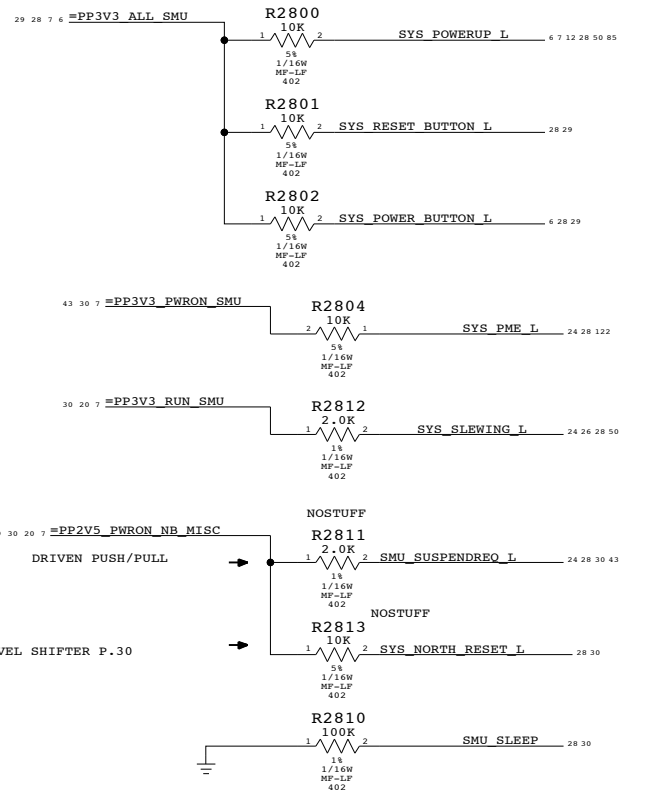 R2800
29 28 7 6 =PP3V3_ALL_SMU
10K
1 2 SYS_POWERUP_L 6 7 12 28 50 85
5%
1/16W
MF-LF
402
R2801
10K
1 2 SYS_RESET_BUTTON_L 28 29
5%
1/16W
MF-LF
402
R2802
10K
1 2 SYS_POWER_BUTTON_L 6 28 29
5%
1/16W
MF-LF
402
43 30 7 =PP3V3_PWRON_SMU
R2804
10K
2 1 SYS_PME_L 24 28 122
5%
1/16W
MF-LF
402
30 20 7 =PP3V3_RUN_SMU
R2812
2.0K
1 2 SYS_SLEWING_L 24 26 28 50
1%
1/16W
MF-LF
402
NOSTUFF
30 20 7 =PP2V5_PWRON_NB_MISC
R2811
2.0K
DRIVEN PUSH/PULL
1 2 SMU_SUSPENDREQ_L 24 28 30 43
1%
1/16W
MF-LF
402
NOSTUFF
R2813
10K
VEL SHIFTER P.30
1 2 SYS_NORTH_RESET_L 28 30
5%
1/16W
MF-LF
402
R2810
100K
1 2 SMU_SLEEP 28 30
1%
1/16W
MF-LF
402